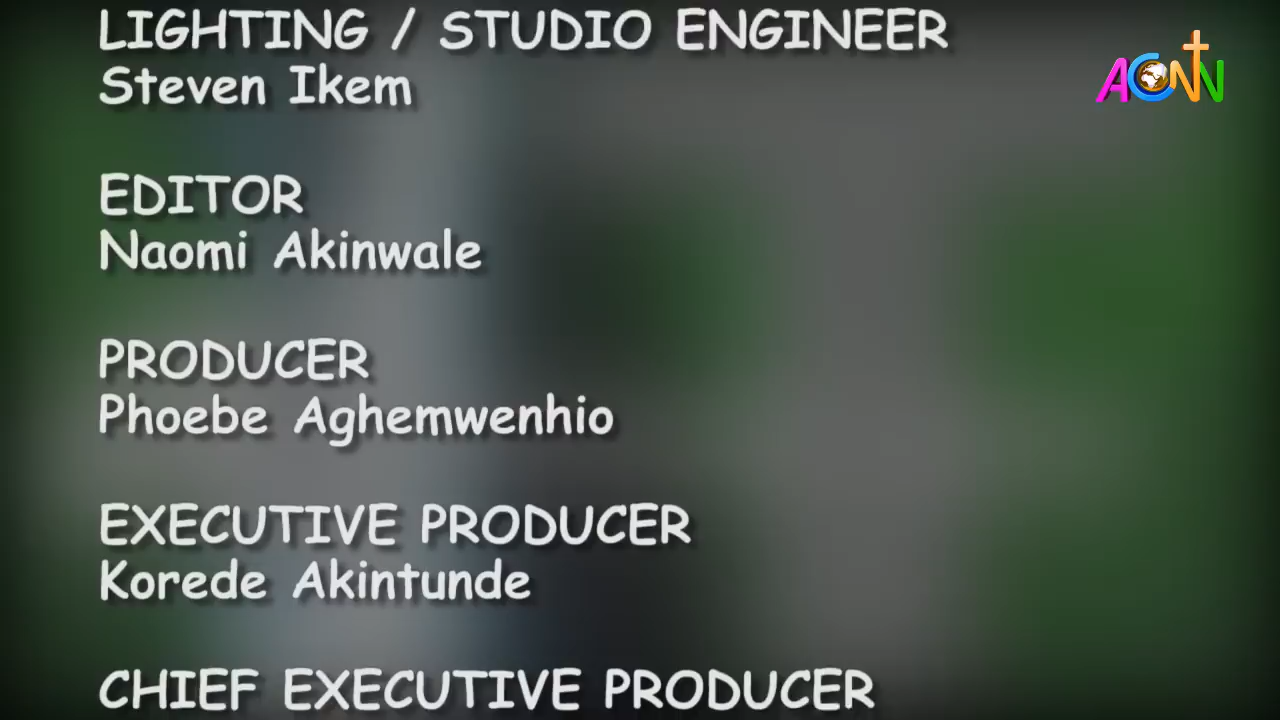 LIGHTING / STUDIO ENGINEER
Steven Ikem
ACNN
EDITOR
Naomi Akinwale
PRODUCER
Phoebe Aghemwenhio
EXECUTIVE PRODUCER
Korede Akintunde
CHIEF EXECUTIVE PRODUCER